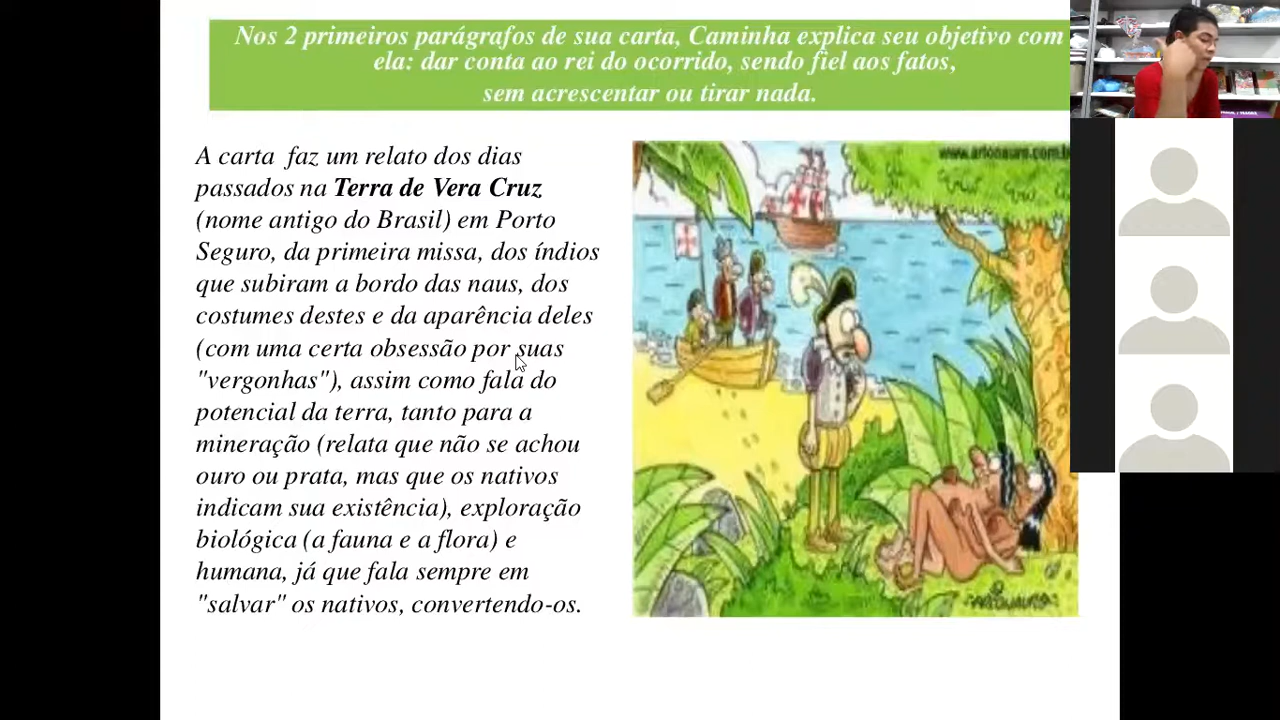 Nos 2 primeiros parágrafos de sua carta, Caminha explica seu objetivo com
ela: dar conta ao rei do ocorrido, sendo fiel aos fatos,
sem acrescentar ou tirar nada.
A carta faz um relato dos dias
passados na Terra de Vera Cruz
(nome antigo do Brasil) em Porto
Seguro, da primeira missa, dos índios
que subiram a bordo das naus, dos
costumes destes e da aparência deles
(com uma certa obsessão por suas
"vergonhas"), assim como fala do
potencial da terra, tanto para a
mineração (relata que não se achou
ouro ou prata, mas que os nativos
indicam sua existência), exploração
biológica (a fauna e a flora) e
humana, já que fala sempre em
"salvar" os nativos, convertendo-os.